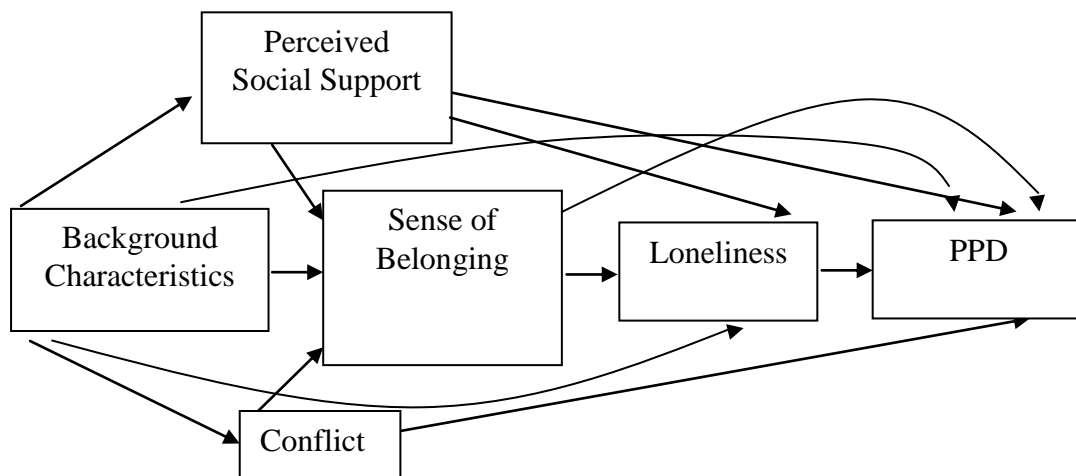 Perceived
Social Support
Background
Characteristics
Sense of
Belonging
Loneliness
PPD
Conflict